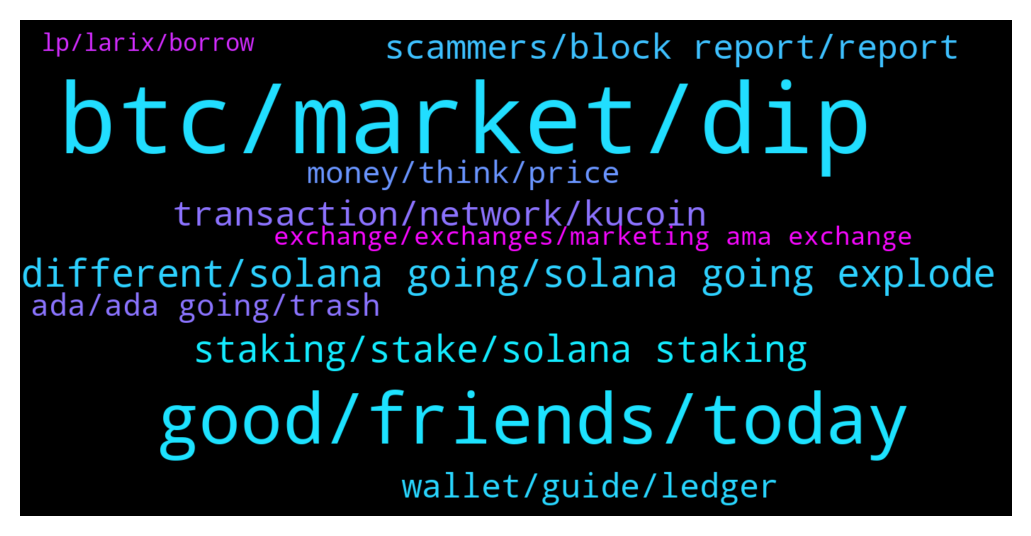 lp/larix/borrow
scammers/block report/report
btc/market/dip
money/think/price
transaction/network/kucoin
exchange/exchanges/marketing ama exchange
different/solana going/solana going explode
ada/ada going/trash
staking/stake/solana staking
good/friends/today
wallet/guide/ledger